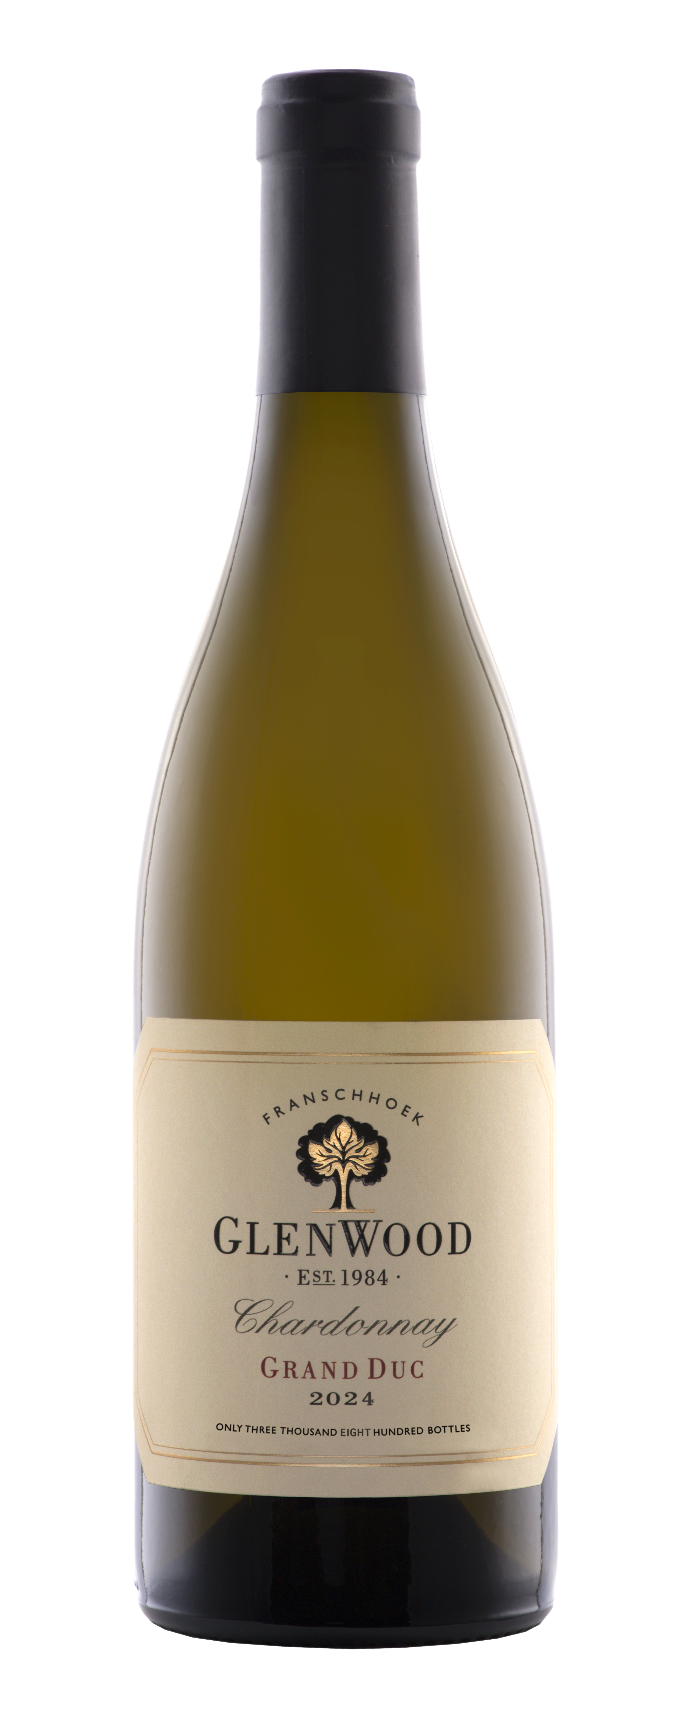 FRANSCHHOEK
GLENWOOD
· EST. 1984 ·
Chardonnay
GRAND DUC
2024
ONLY THREE THOUSAND EIGHT HUNDRED BOTTLES